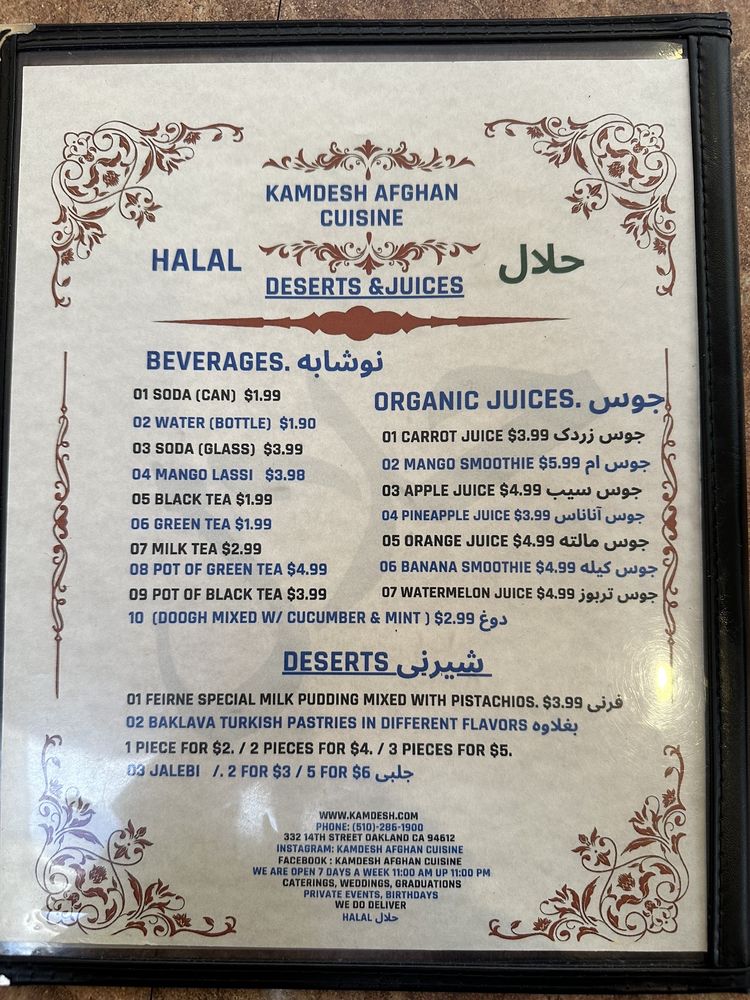 KAMDESH AFGHAN
CUISINE
HALAL
حلال
DESERTS &JUICES
BEVERAGES. نوشابه
01 SODA (CAN) $1.99
02 WATER (BOTTLE) $1.90
03 SODA (GLASS) $3.99
04 MANGO LASSI $3.98
05 BLACK TEA $1.99
06 GREEN TEA $1.99
07 MILK TEA $2.99
08 POT OF GREEN TEA $4.99
09 POT OF BLACK TEA $3.99
10 (DOOGH MIXED W/ CUCUMBER & MINT ) $2.99 دوغ
ORGANIC JUICES. جوس
01 CARROT JUICE $3.99 جوس زردک
02 MANGO SMOOTHIE $5.99 جوس ام
03 APPLE JUICE $4.99 جوس سیب
04 PINEAPPLE JUICE $3.99 جوس آناناس
05 ORANGE JUICE $4.99 جوس مالته
06 BANANA SMOOTHIE $4.99 جوس کیله
07 WATERMELON JUICE $4.99 جوس تربوز
DESERTS شیرنی
01 FEIRNE SPECIAL MILK PUDDING MIXED WITH PISTACHIOS. $3.99 فرنی
02 BAKLAVA TURKISH PASTRIES IN DIFFERENT FLAVORS بغلاوه
1 PIECE FOR $2. / 2 PIECES FOR $4. / 3 PIECES FOR $5.
03 JALEBI /. 2 FOR $3 / 5 FOR $6 جلبی
WWW.KAMDESH.COM
PHONE: (510)-286-1900
332 14TH STREET OAKLAND CA 94612
INSTAGRAM: KAMDESH AFGHAN CUISINE
FACEBOOK : KAMDESH AFGHAN CUISINE
WE ARE OPEN 7 DAYS A WEEK 11:00 AM UP 11:00 PM
CATERINGS, WEDDINGS, GRADUATIONS
PRIVATE EVENTS, BIRTHDAYS
WE DO DELIVER
HALAL حلال